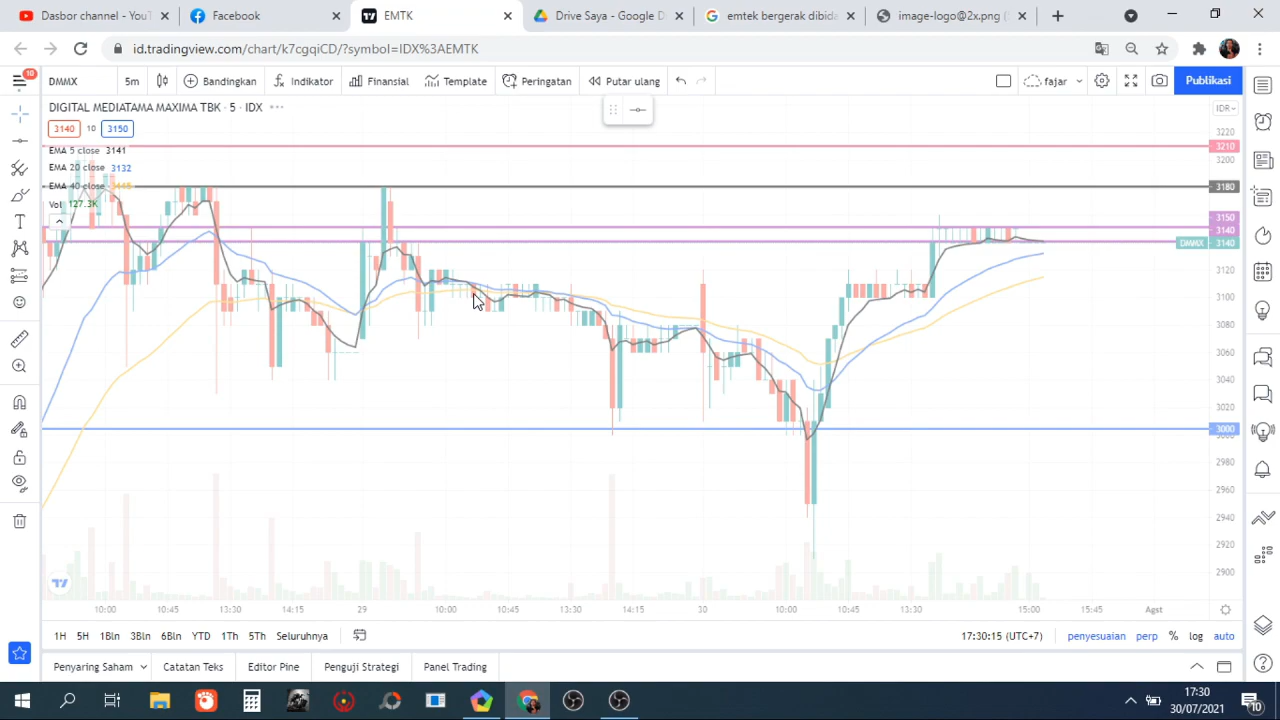 Dasbor channel - YouT
Facebook
EMTK
Drive Saya - Google D
emtek bergerak dibida
image-logo@2x.png (
id.tradingview.com/chart/k7cgqiCD/?symbol=IDX%3AEMTK
10
DMMX
5m
Bandingkan
Indikator
Finansial
Template
Peringatan
Putar ulang
fajar
Publikasi
DIGITAL MEDIATAMA MAXIMA TBK · 5 · IDX
IDR
3140 10 3150
EMA 5 close 3141
EMA 20 close 3132
EMA 40 close
Vol 127.3K
3220
3210
3200
3180
3150
3140
DMMX 3140
3120
3100
3080
3060
3040
3020
3000
2980
2960
2940
2920
2900
10:00 10:45 13:30 14:15 29 10:00 10:45 13:30 14:15 30 10:00 10:45 13:30 15:00 15:45 Agst
1H 5H 1Bln 3Bln 6Bln YTD 1Th 5Th Seluruhnya
17:30:15 (UTC+7) penyesuaian perp % log auto
Penyaring Saham Catatan Teks Editor Pine Penguji Strategi Panel Trading
17:30
30/07/2021
10